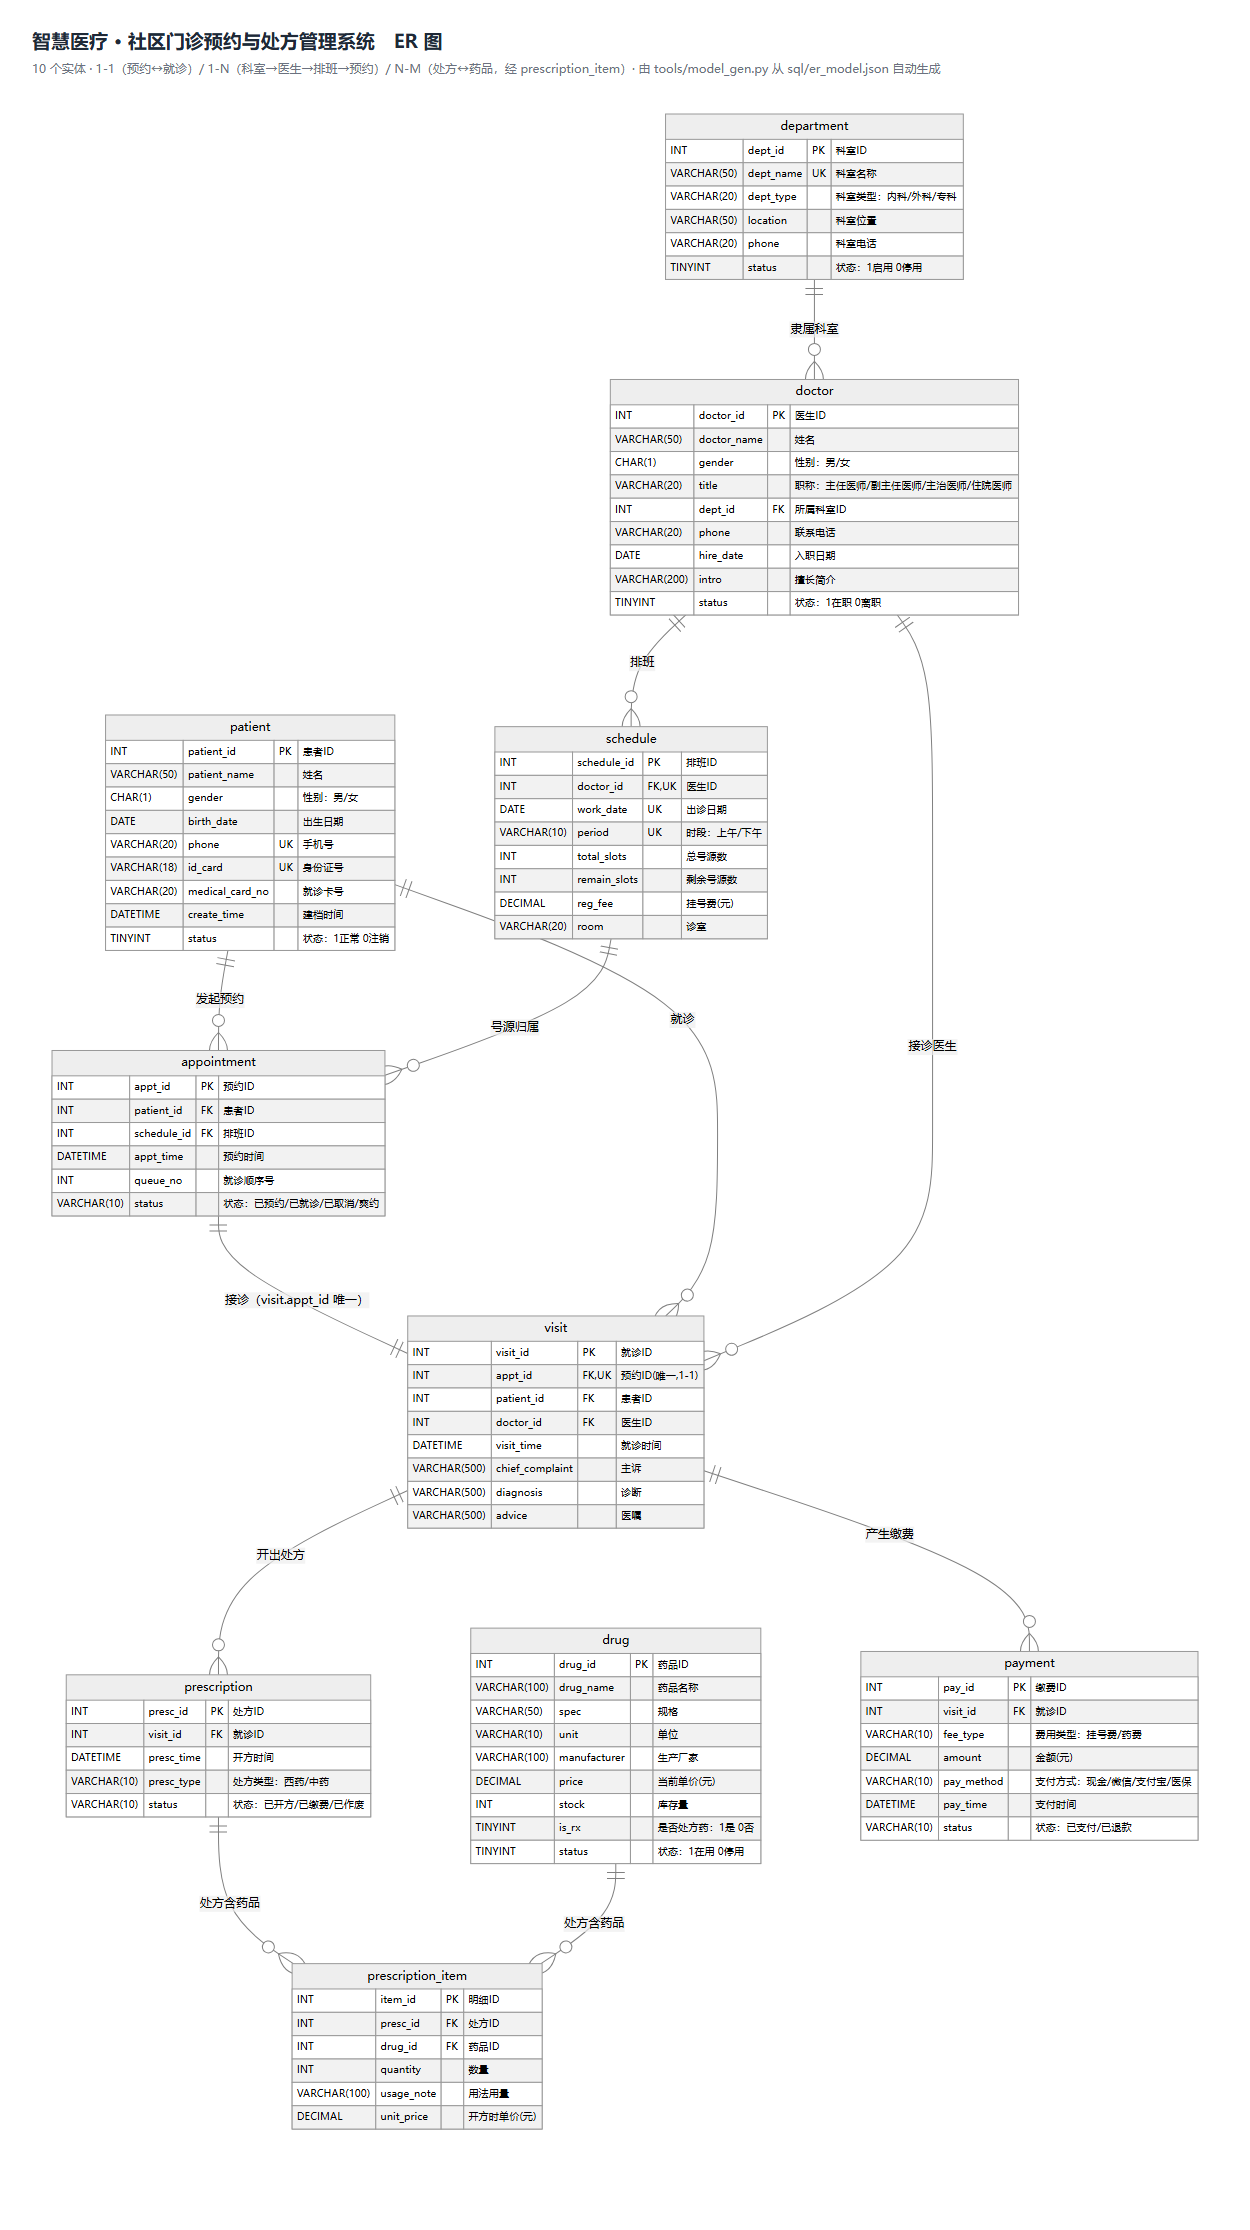 智慧医疗 · 社区门诊预约与处方管理系统 ER 图
10 个实体 · 1-1（预约↔就诊）/ 1-N（科室→医生→排班→预约）/ N-M（处方↔药品，经 prescription_item）· 由 tools/model_gen.py 从 sql/er_model.json 自动生成
department
INT dept_id PK 科室ID
VARCHAR(50) dept_name UK 科室名称
VARCHAR(20) dept_type 科室类型：内科/外科/专科
VARCHAR(50) location 科室位置
VARCHAR(20) phone 科室电话
TINYINT status 状态：1启用 0停用
隶属科室
doctor
INT doctor_id PK 医生ID
VARCHAR(50) doctor_name 姓名
CHAR(1) gender 性别：男/女
VARCHAR(20) title 职称：主任医师/副主任医师/主治医师/住院医师
INT dept_id FK 所属科室ID
VARCHAR(20) phone 联系电话
DATE hire_date 入职日期
VARCHAR(200) intro 擅长简介
TINYINT status 状态：1在职 0离职
排班
patient
INT patient_id PK 患者ID
VARCHAR(50) patient_name 姓名
CHAR(1) gender 性别：男/女
DATE birth_date 出生日期
VARCHAR(20) phone UK 手机号
VARCHAR(18) id_card UK 身份证号
VARCHAR(20) medical_card_no 就诊卡号
DATETIME create_time 建档时间
TINYINT status 状态：1正常 0注销
schedule
INT schedule_id PK 排班ID
INT doctor_id FK,UK 医生ID
DATE work_date UK 出诊日期
VARCHAR(10) period UK 时段：上午/下午
INT total_slots 总号源数
INT remain_slots 剩余号源数
DECIMAL reg_fee 挂号费(元)
VARCHAR(20) room 诊室
发起预约
号源归属
就诊
接诊医生
appointment
INT appt_id PK 预约ID
INT patient_id FK 患者ID
INT schedule_id FK 排班ID
DATETIME appt_time 预约时间
INT queue_no 就诊顺序号
VARCHAR(10) status 状态：已预约/已就诊/已取消/爽约
接诊（visit.appt_id 唯一）
visit
INT visit_id PK 就诊ID
INT appt_id FK,UK 预约ID(唯一,1-1)
INT patient_id FK 患者ID
INT doctor_id FK 医生ID
DATETIME visit_time 就诊时间
VARCHAR(500) chief_complaint 主诉
VARCHAR(500) diagnosis 诊断
VARCHAR(500) advice 医嘱
开出处方
产生缴费
prescription
INT presc_id PK 处方ID
INT visit_id FK 就诊ID
DATETIME presc_time 开方时间
VARCHAR(10) presc_type 处方类型：西药/中药
VARCHAR(10) status 状态：已开方/已缴费/已作废
drug
INT drug_id PK 药品ID
VARCHAR(100) drug_name 药品名称
VARCHAR(50) spec 规格
VARCHAR(10) unit 单位
VARCHAR(100) manufacturer 生产厂家
DECIMAL price 当前单价(元)
INT stock 库存量
TINYINT is_rx 是否处方药：1是 0否
TINYINT status 状态：1在用 0停用
payment
INT pay_id PK 缴费ID
INT visit_id FK 就诊ID
VARCHAR(10) fee_type 费用类型：挂号费/药费
DECIMAL amount 金额(元)
VARCHAR(10) pay_method 支付方式：现金/微信/支付宝/医保
DATETIME pay_time 支付时间
VARCHAR(10) status 状态：已支付/已退款
处方含药品
处方含药品
prescription_item
INT item_id PK 明细ID
INT presc_id FK 处方ID
INT drug_id FK 药品ID
INT quantity 数量
VARCHAR(100) usage_note 用法用量
DECIMAL unit_price 开方时单价(元)